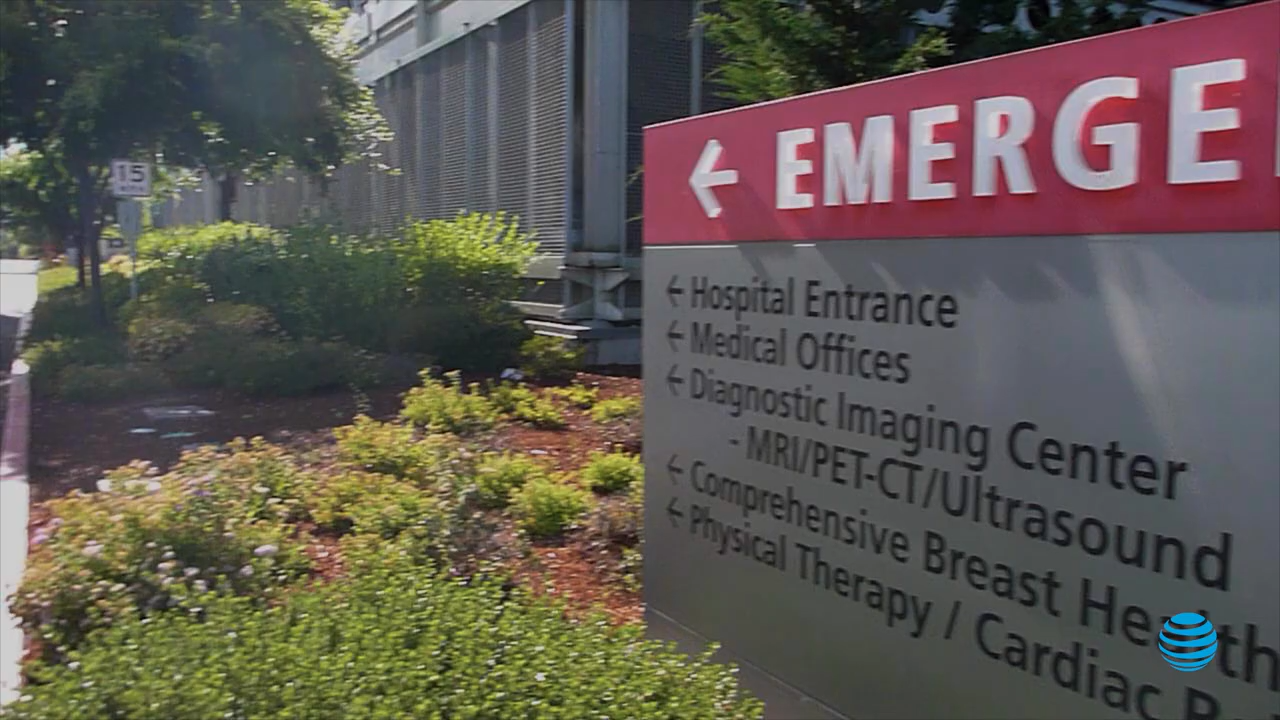 15
← EMERGE
← Hospital Entrance
← Medical Offices
← Diagnostic Imaging Center
- MRI/PET-CT/Ultrasound
← Comprehensive Breast Health
← Physical Therapy / Cardiac R